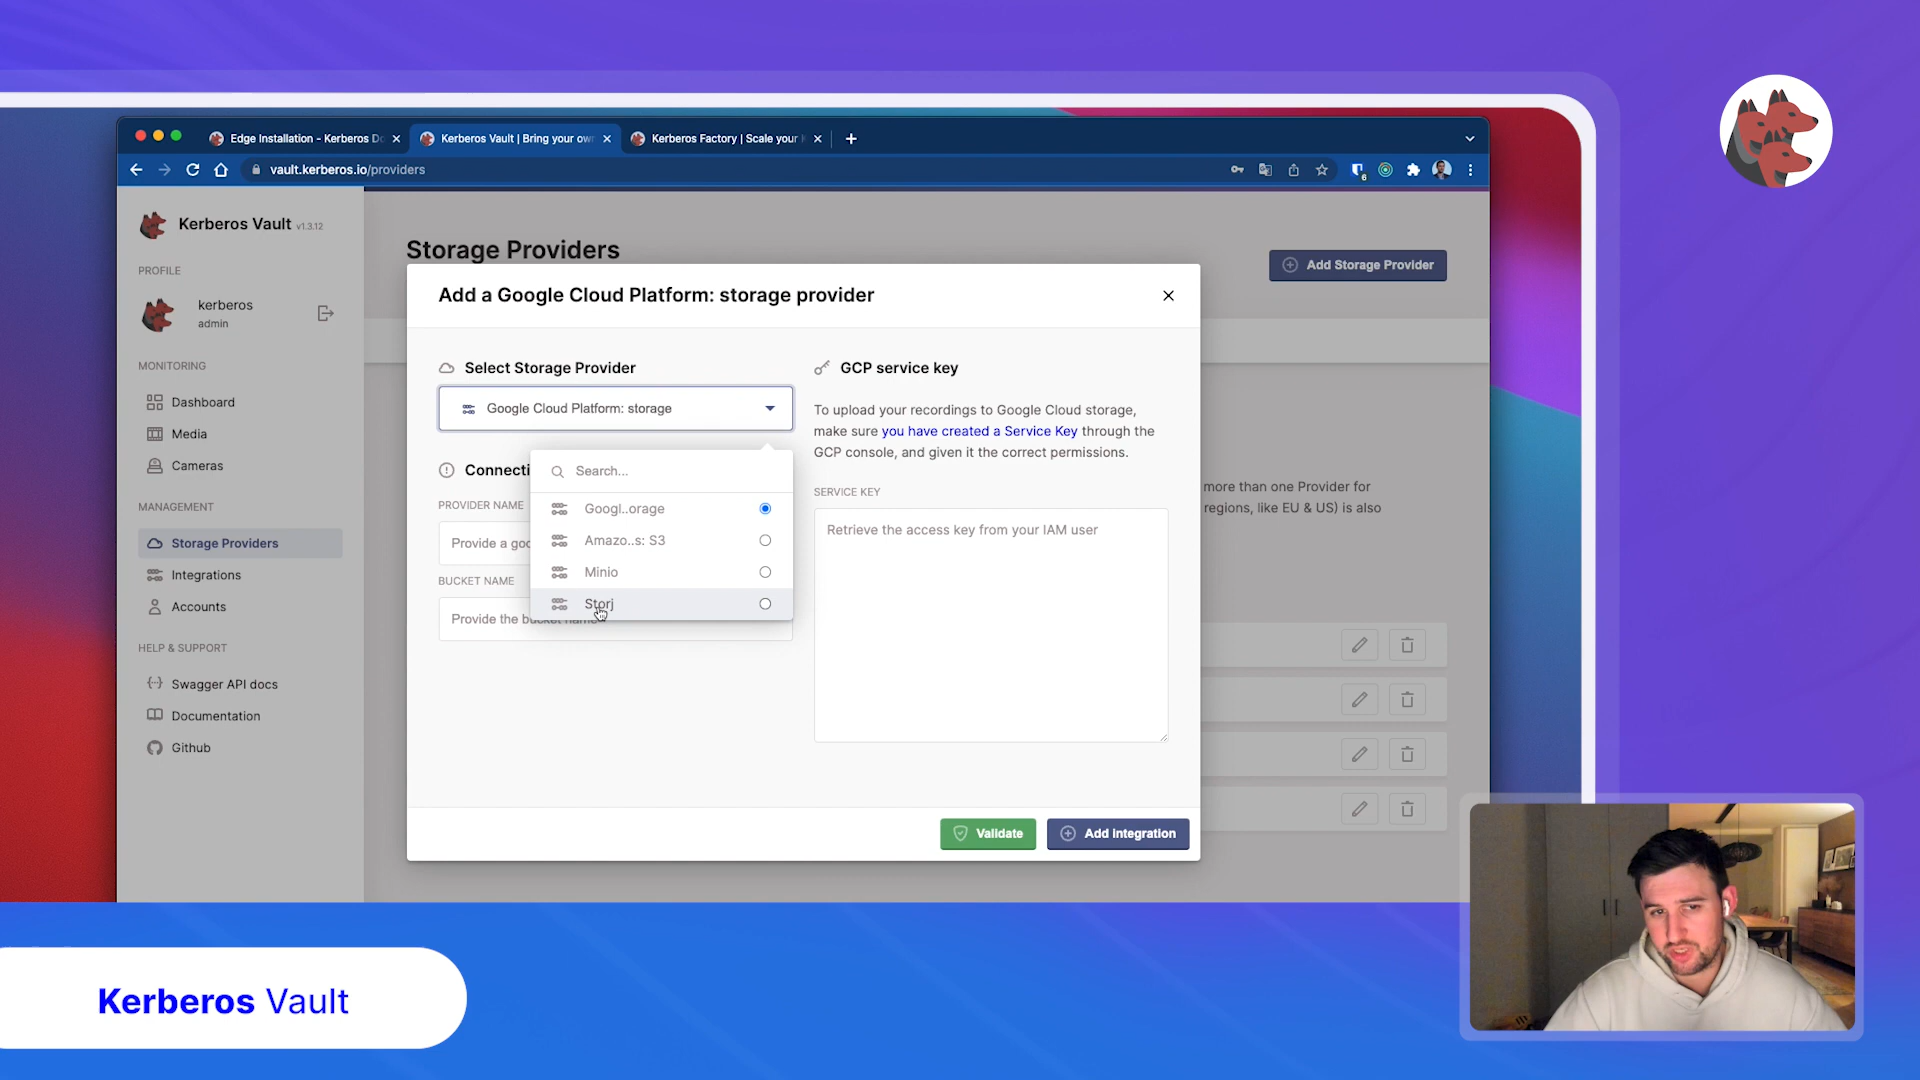 Edge Installation - Kerberos Do
Kerberos Vault | Bring your own
Kerberos Factory | Scale your K
vault.kerberos.io/providers
6
Kerberos Vault v1.3.12
PROFILE
kerberos
admin
MONITORING
Dashboard
Media
Cameras
MANAGEMENT
Storage Providers
Integrations
Accounts
HELP & SUPPORT
Swagger API docs
Documentation
Github
Storage Providers
Add Storage Provider
Add a Google Cloud Platform: storage provider
Select Storage Provider
Google Cloud Platform: storage
Connecti
PROVIDER NAME
Provide a goo
BUCKET NAME
Provide the bucket name
Search...
Googl..orage
Amazo..s: S3
Minio
Storj
GCP service key
To upload your recordings to Google Cloud storage,
make sure you have created a Service Key through the
GCP console, and given it the correct permissions.
SERVICE KEY
Retrieve the access key from your IAM user
more than one Provider for
regions, like EU & US) is also
Validate
Add Integration
Kerberos Vault